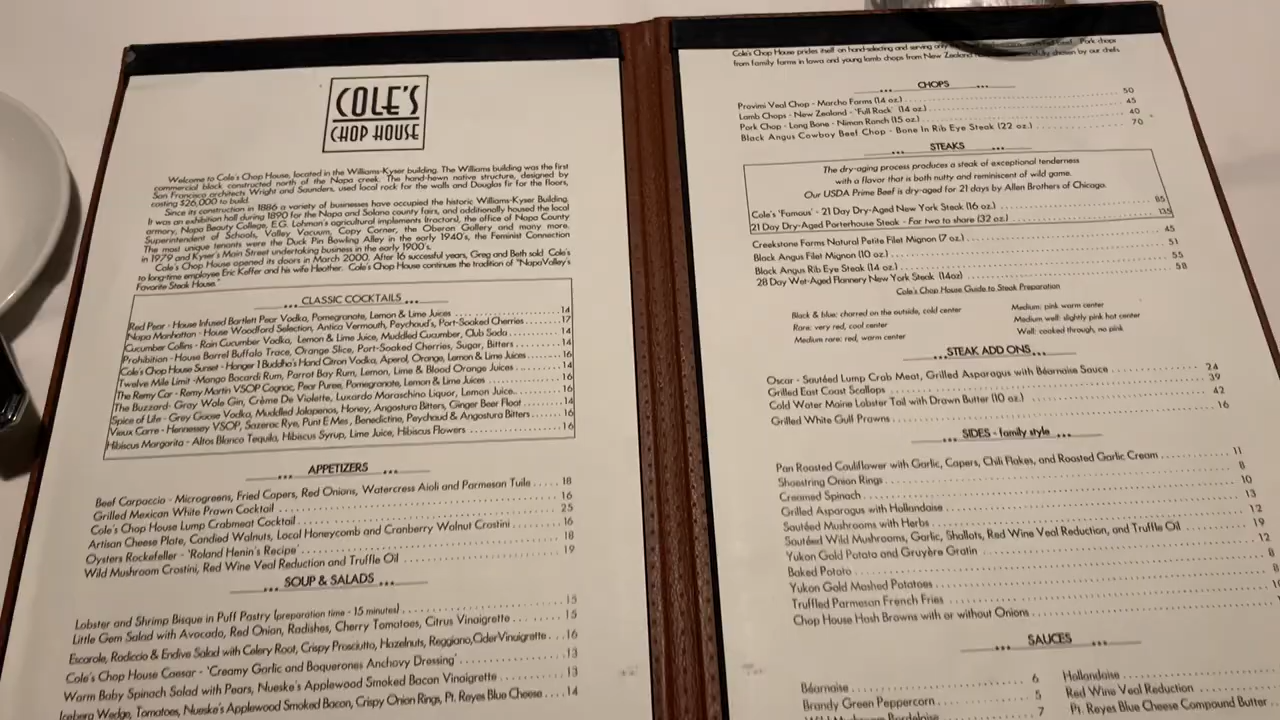 COLE'S
CHOP HOUSE
Welcome to Cole's Chop House, located in the Williams-Kyser building. The Williams building was the first
commercial block constructed north of the Napa creek. The hand-hewn native structure, designed by
San Francisco architects Wright and Saunders, used local rock for the walls and Douglas fir for the floors,
costing $26,000 to build.
Since its construction in 1886 a variety of businesses have occupied the historic Williams-Kyser Building.
It was an exhibition hall during 1890 for the Napa and Solano county fairs, and additionally housed the local
armory, Napa Beauty College, E.G. Lohman's agricultural implements (tractors), the office of Napa County
Superintendent of Schools, Valley Vacuum, Copy Corner, the Oberon Gallery and many more.
The most unique tenants were the Duck Pin Bowling Alley in the early 1940's, the Feminist Connection
in 1979 and Kyser's Main Street undertaking business in the early 1900's.
Cole's Chop House opened its doors in March 2000. After 16 successful years, Greg and Beth sold Cole's
to long-time employee Eric Keffer and his wife Heather. Cole's Chop House continues the tradition of "Napa Valley's
Favorite Steak House."
... CLASSIC COCKTAILS ...
Red Pear - House Infused Bartlett Pear Vodka, Pomegranate, Lemon & Lime Juices 14
Napa Manhattan - House Woodford Selection, Antica Vermouth, Peychaud's, Port-Soaked Cherries 17
Cucumber Collins - Rain Cucumber Vodka, Lemon & Lime Juice, Muddled Cucumber, Club Soda 14
Prohibition - House Barrel Buffalo Trace, Orange Slice, Port-Soaked Cherries, Sugar, Bitters 14
Cole's Chop House Sunset - Hanger 1 Buddha's Hand Citron Vodka, Aperol, Orange, Lemon & Lime Juices 16
Twelve Mile Limit -Mango Bacardi Rum, Parrot Bay Rum, Lemon, Lime & Blood Orange Juices 14
The Remy Car - Remy Martin VSOP Cognac, Pear Puree, Pomegranate, Lemon & Lime Juices 16
The Buzzard- Gray Wale Gin, Crème De Violette, Luxardo Maraschino Liquor, Lemon Juice 16
Spice of Life - Grey Goose Vodka, Muddled Jalapenos, Honey, Angostura Bitters, Ginger Beer Float 14
Vieux Carre - Hennessy VSOP, Sazerac Rye, Punt E Mes, Benedictine, Peychaud & Angostura Bitters 16
Hibiscus Margarita - Altos Blanco Tequila, Hibiscus Syrup, Lime Juice, Hibiscus Flowers 16
APPETIZERS ...
Beef Carpaccio - Microgreens, Fried Capers, Red Onions, Watercress Aioli and Parmesan Tuile 18
Grilled Mexican White Prawn Cocktail 16
Cole's Chop House Lump Crabmeat Cocktail 25
Artisan Cheese Plate, Candied Walnuts, Local Honeycomb and Cranberry Walnut Crostini 16
Oysters Rockefeller - 'Roland Henin's Recipe' 18
Wild Mushroom Crostini, Red Wine Veal Reduction and Truffle Oil 19
... SOUP & SALADS ...
Lobster and Shrimp Bisque in Puff Pastry (preparation time - 15 minutes) 15
Little Gem Salad with Avocado, Red Onion, Radishes, Cherry Tomatoes, Citrus Vinaigrette 15
Escarole, Radiccio & Endive Salad with Celery Root, Crispy Prosciutto, Hazelnuts, Reggiano, Cider Vinaigrette 16
Cole's Chop House Caesar - 'Creamy Garlic and Boquerones Anchovy Dressing' 13
Warm Baby Spinach Salad with Pears, Nueske's Applewood Smoked Bacon Vinaigrette 13
Iceberg Wedge, Tomatoes, Nueske's Applewood Smoked Bacon, Crispy Onion Rings, Pt. Reyes Blue Cheese 14
Cole's Chop House prides itself on hand-selecting and serving only Pork chops
from family farms in Iowa and young lamb chops from New Zealand chosen by our chefs.
... CHOPS ...
Provimi Veal Chop - Marcho Farms (14 oz.) 50
Lamb Chops - New Zealand - 'Full Rack' (14 oz.) 45
Pork Chop - Long Bone - Niman Ranch (15 oz.) 40
Black Angus Cowboy Beef Chop - Bone In Rib Eye Steak (22 oz.) 70
... STEAKS ...
The dry-aging process produces a steak of exceptional tenderness
with a flavor that is both nutty and reminiscent of wild game.
Our USDA Prime Beef is dry-aged for 21 days by Allen Brothers of Chicago.
Cole's 'Famous' - 21 Day Dry-Aged New York Steak (16 oz.) 65
21 Day Dry-Aged Porterhouse Steak - For two to share (32 oz.) 135
Creekstone Farms Natural Petite Filet Mignon (7 oz.) 45
Black Angus Filet Mignon (10 oz.) 51
Black Angus Rib Eye Steak (14 oz.) 55
28 Day Wet-Aged Flannery New York Steak (14oz) 58
Cole's Chop House Guide to Steak Preparation
Black & blue: charred on the outside, cold center
Rare: very red, cool center
Medium rare: red, warm center
Medium: pink warm center
Medium well: slightly pink hot center
Well: cooked through, no pink
... STEAK ADD ONS ...
Oscar - Sautéed Lump Crab Meat, Grilled Asparagus with Béarnaise Sauce 24
Grilled East Coast Scallops 39
Cold Water Maine Lobster Tail with Drawn Butter (10 oz.) 42
Grilled White Gulf Prawns 16
... SIDES - family style ...
Pan Roasted Cauliflower with Garlic, Capers, Chili Flakes, and Roasted Garlic Cream 11
Shoestring Onion Rings 8
Creamed Spinach 10
Grilled Asparagus with Hollandaise 13
Sautéed Mushrooms with Herbs 12
Sautéed Wild Mushrooms, Garlic, Shallots, Red Wine Veal Reduction, and Truffle Oil 19
Yukon Gold Potato and Gruyère Gratin 12
Baked Potato 8
Yukon Gold Mashed Potatoes 8
Truffled Parmesan French Fries
Chop House Hash Browns with or without Onions
... SAUCES ...
Béarnaise 6
Brandy Green Peppercorn 5
Wild Mushroom Bordelaise 7
Hollandaise
Red Wine Veal Reduction
Pt. Reyes Blue Cheese Compound Butter